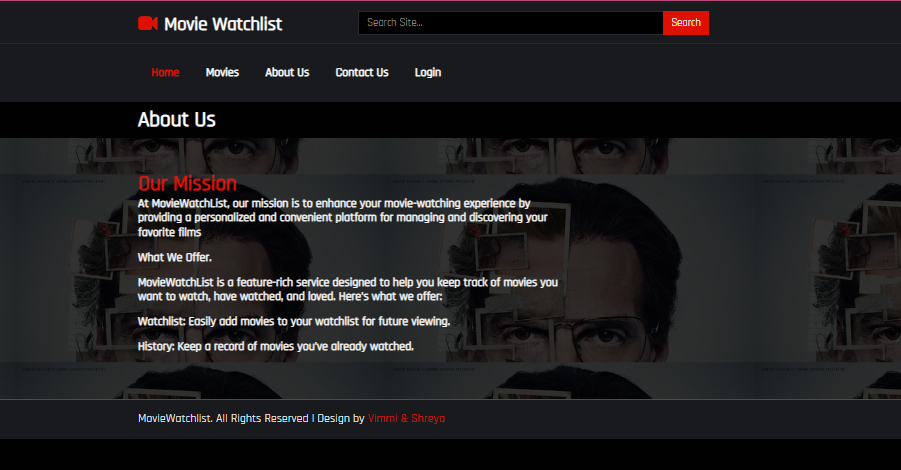 Movie Watchlist
Search Site...
Search
Home Movies About Us Contact Us Login
About Us
Our Mission
At MovieWatchList, our mission is to enhance your movie-watching experience by
providing a personalized and convenient platform for managing and discovering your
favorite films
What We Offer.
MovieWatchList is a feature-rich service designed to help you keep track of movies you
want to watch, have watched, and loved. Here's what we offer:
Watchlist: Easily add movies to your watchlist for future viewing.
History: Keep a record of movies you've already watched.
MovieWatchlist. All Rights Reserved | Design by Vimmi & Shreya